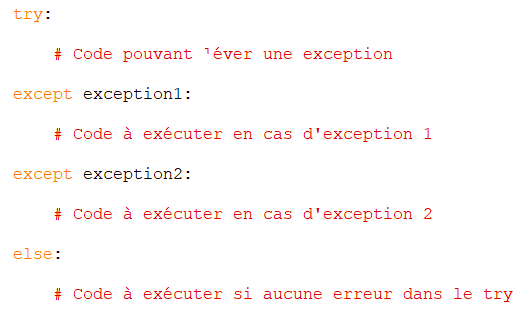 try:
# Code pouvant léver une exception
except exception1:
# Code à exécuter en cas d'exception 1
except exception2:
# Code à exécuter en cas d'exception 2
else:
# Code à exécuter si aucune erreur dans le try